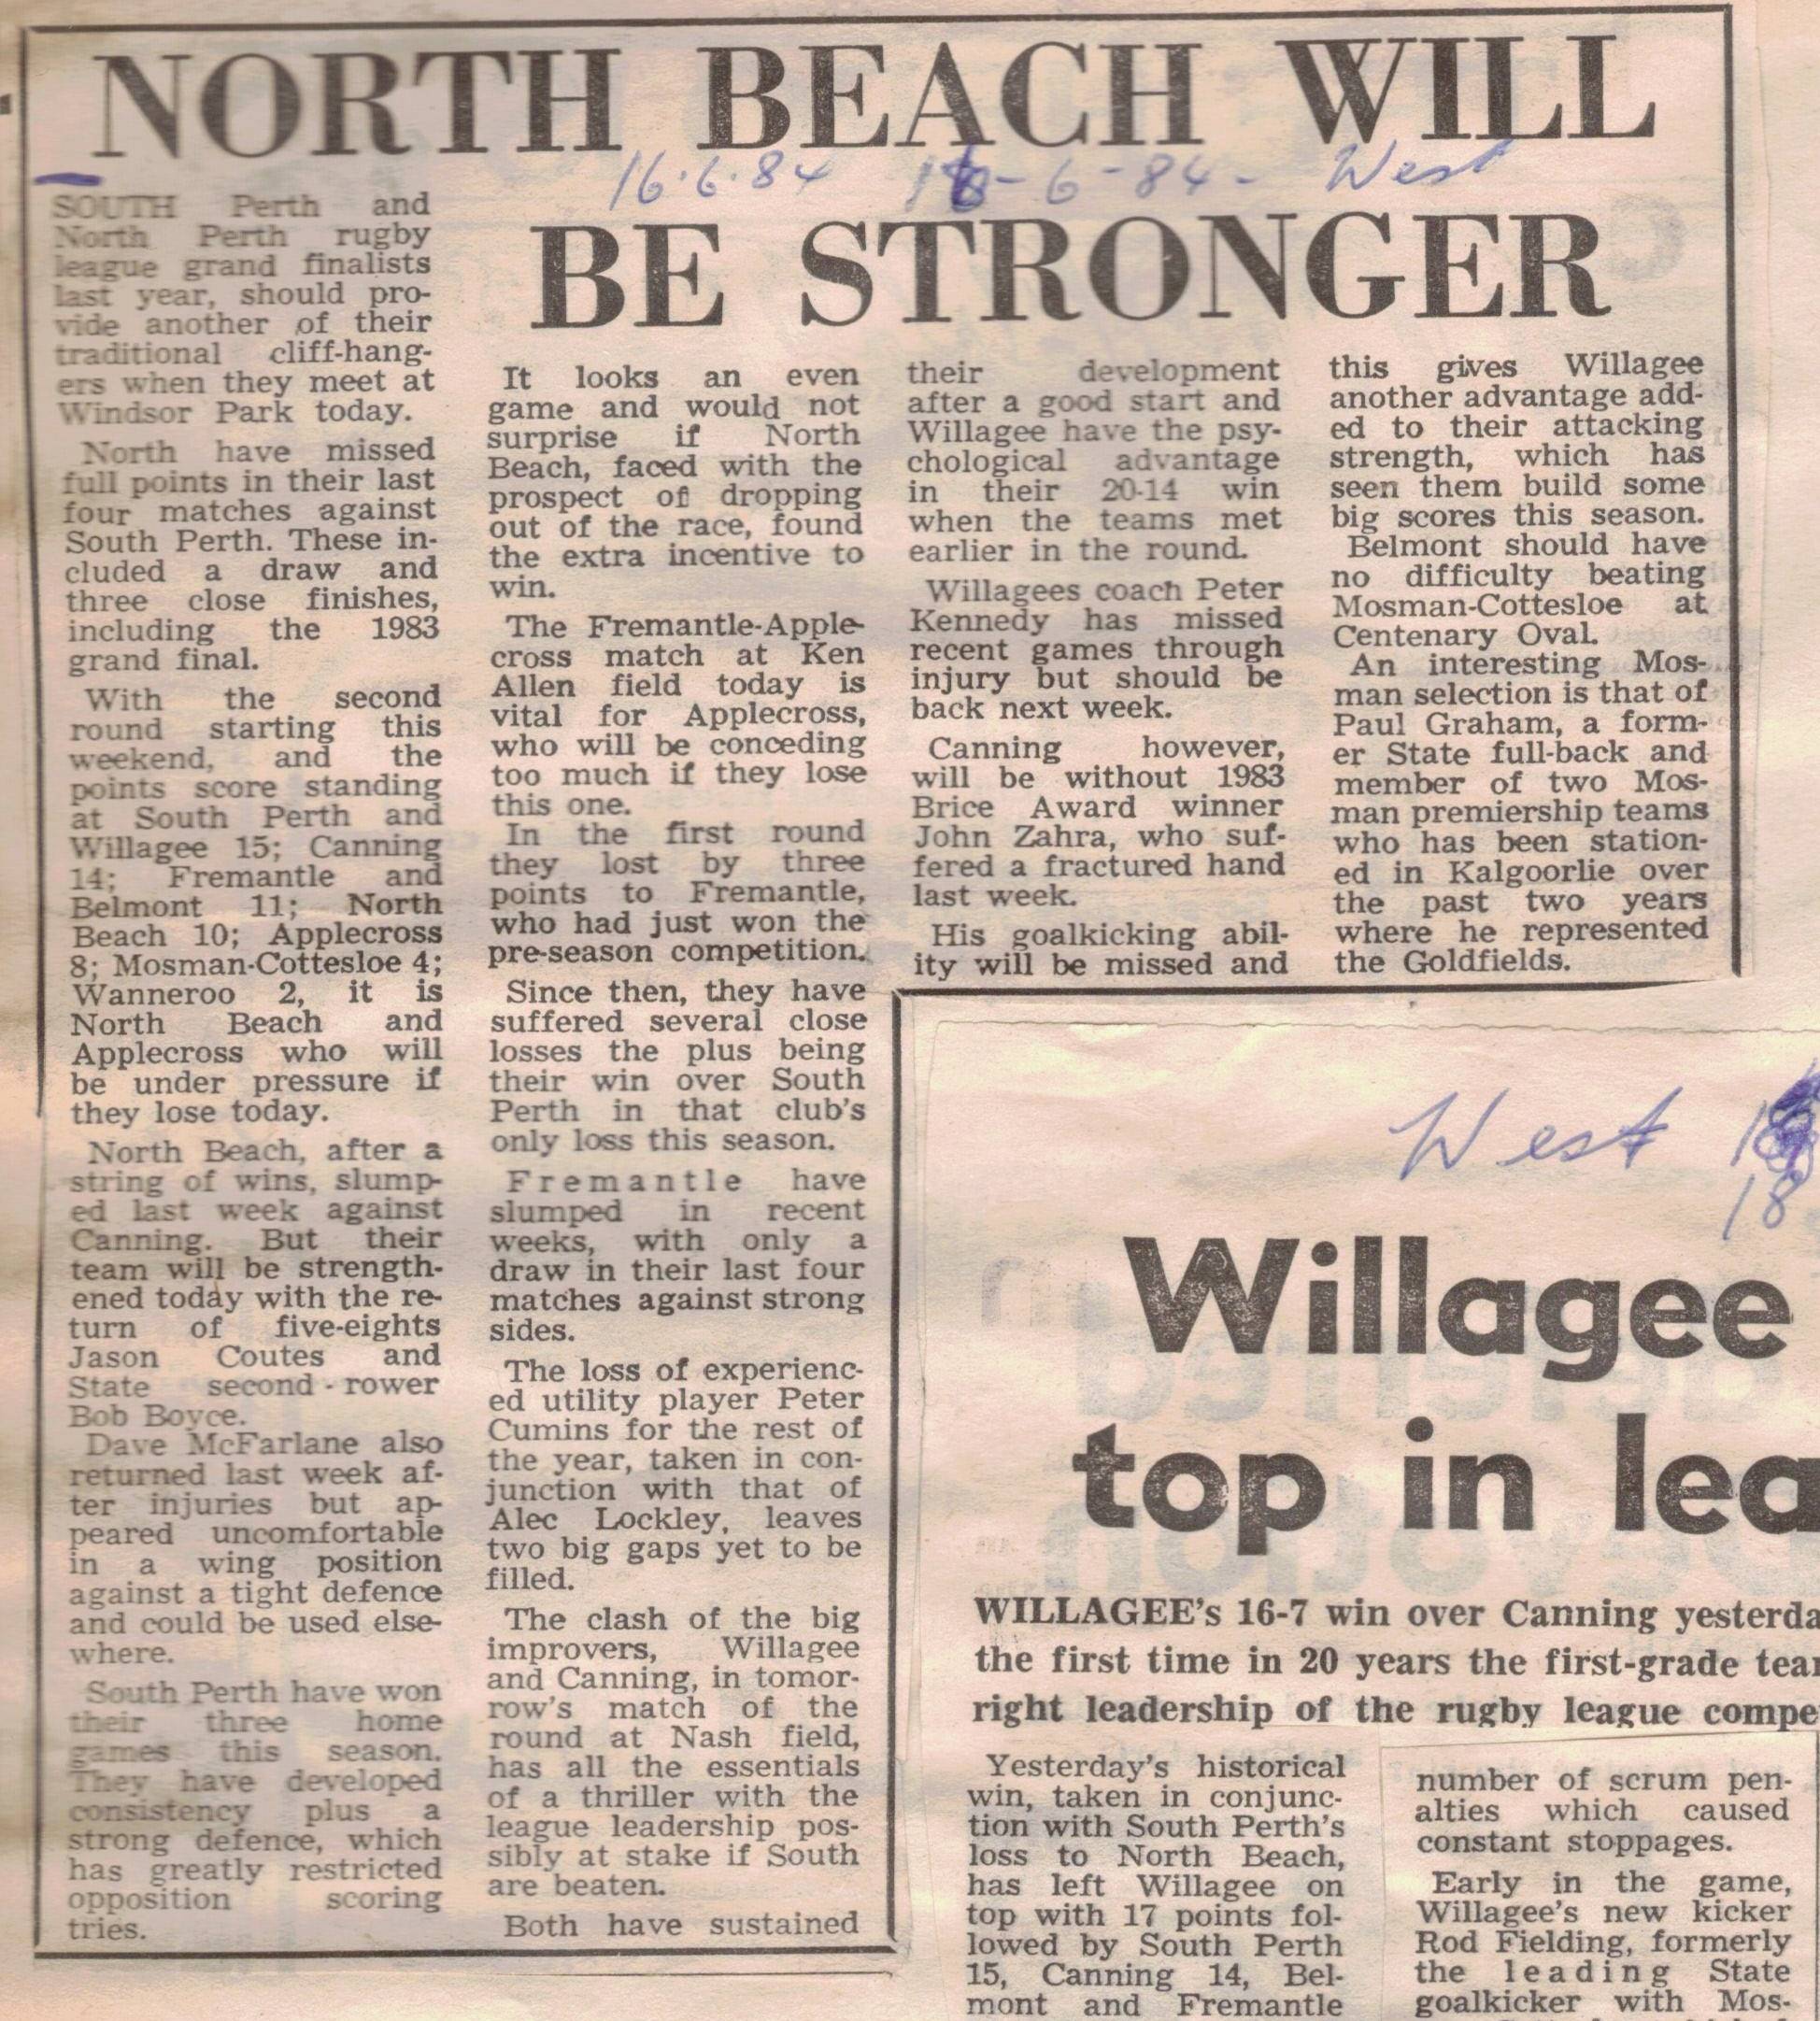 NORTH BEACH WILL
16.6.84 18-6-84- West
BE STRONGER
SOUTH Perth and
North Perth rugby
league grand finalists
last year, should pro-
vide another of their
traditional cliff-hang-
ers when they meet at
Windsor Park today.
North have missed
full points in their last
four matches against
South Perth. These in-
cluded a draw and
three close finishes,
including the 1983
grand final.
With the second
round starting this
weekend, and the
points score standing
at South Perth and
Willagee 15; Canning
14; Fremantle and
Belmont 11; North
Beach 10; Applecross
8; Mosman-Cottesloe 4;
Wanneroo 2, it is
North Beach and
Applecross who will
be under pressure if
they lose today.
North Beach, after a
string of wins, slump-
ed last week against
Canning. But their
team will be strength-
ened today with the re-
turn of five-eights
Jason Coutes and
State second-rower
Bob Boyce.
Dave McFarlane also
returned last week af-
ter injuries but ap-
peared uncomfortable
in a wing position
against a tight defence
and could be used else-
where.
South Perth have won
their three home
games this season.
They have developed
consistency plus a
strong defence, which
has greatly restricted
opposition scoring
tries.
It looks an even
game and would not
surprise if North
Beach, faced with the
prospect of dropping
out of the race, found
the extra incentive to
win.
The Fremantle-Apple-
cross match at Ken
Allen field today is
vital for Applecross,
who will be conceding
too much if they lose
this one.
In the first round
they lost by three
points to Fremantle,
who had just won the
pre-season competition.
Since then, they have
suffered several close
losses the plus being
their win over South
Perth in that club's
only loss this season.
Fremantle have
slumped in recent
weeks, with only a
draw in their last four
matches against strong
sides.
The loss of experienc-
ed utility player Peter
Cumins for the rest of
the year, taken in con-
junction with that of
Alec Lockley, leaves
two big gaps yet to be
filled.
The clash of the big
improvers, Willagee
and Canning, in tomor-
row's match of the
round at Nash field,
has all the essentials
of a thriller with the
league leadership pos-
sibly at stake if South
are beaten.
Both have sustained
their development
after a good start and
Willagee have the psy-
chological advantage
in their 20-14 win
when the teams met
earlier in the round.
Willagees coach Peter
Kennedy has missed
recent games through
injury but should be
back next week.
Canning however,
will be without 1983
Brice Award winner
John Zahra, who suf-
fered a fractured hand
last week.
His goalkicking abil-
ity will be missed and
this gives Willagee
another advantage add-
ed to their attacking
strength, which has
seen them build some
big scores this season.
Belmont should have
no difficulty beating
Mosman-Cottesloe at
Centenary Oval.
An interesting Mos-
man selection is that of
Paul Graham, a form-
er State full-back and
member of two Mos-
man premiership teams
who has been station-
ed in Kalgoorlie over
the past two years
where he represented
the Goldfields.
West
18
Willagee
top in lea
WILLAGEE's 16-7 win over Canning yesterda
the first time in 20 years the first-grade tea
right leadership of the rugby league compe
Yesterday's historical
win, taken in conjunc-
tion with South Perth's
loss to North Beach,
has left Willagee on
top with 17 points fol-
lowed by South Perth
15, Canning 14, Bel-
mont and Fremantle
number of scrum pen-
alties which caused
constant stoppages.
Early in the game,
Willagee's new kicker
Rod Fielding, formerly
the leading State
goalkicker with Mos-